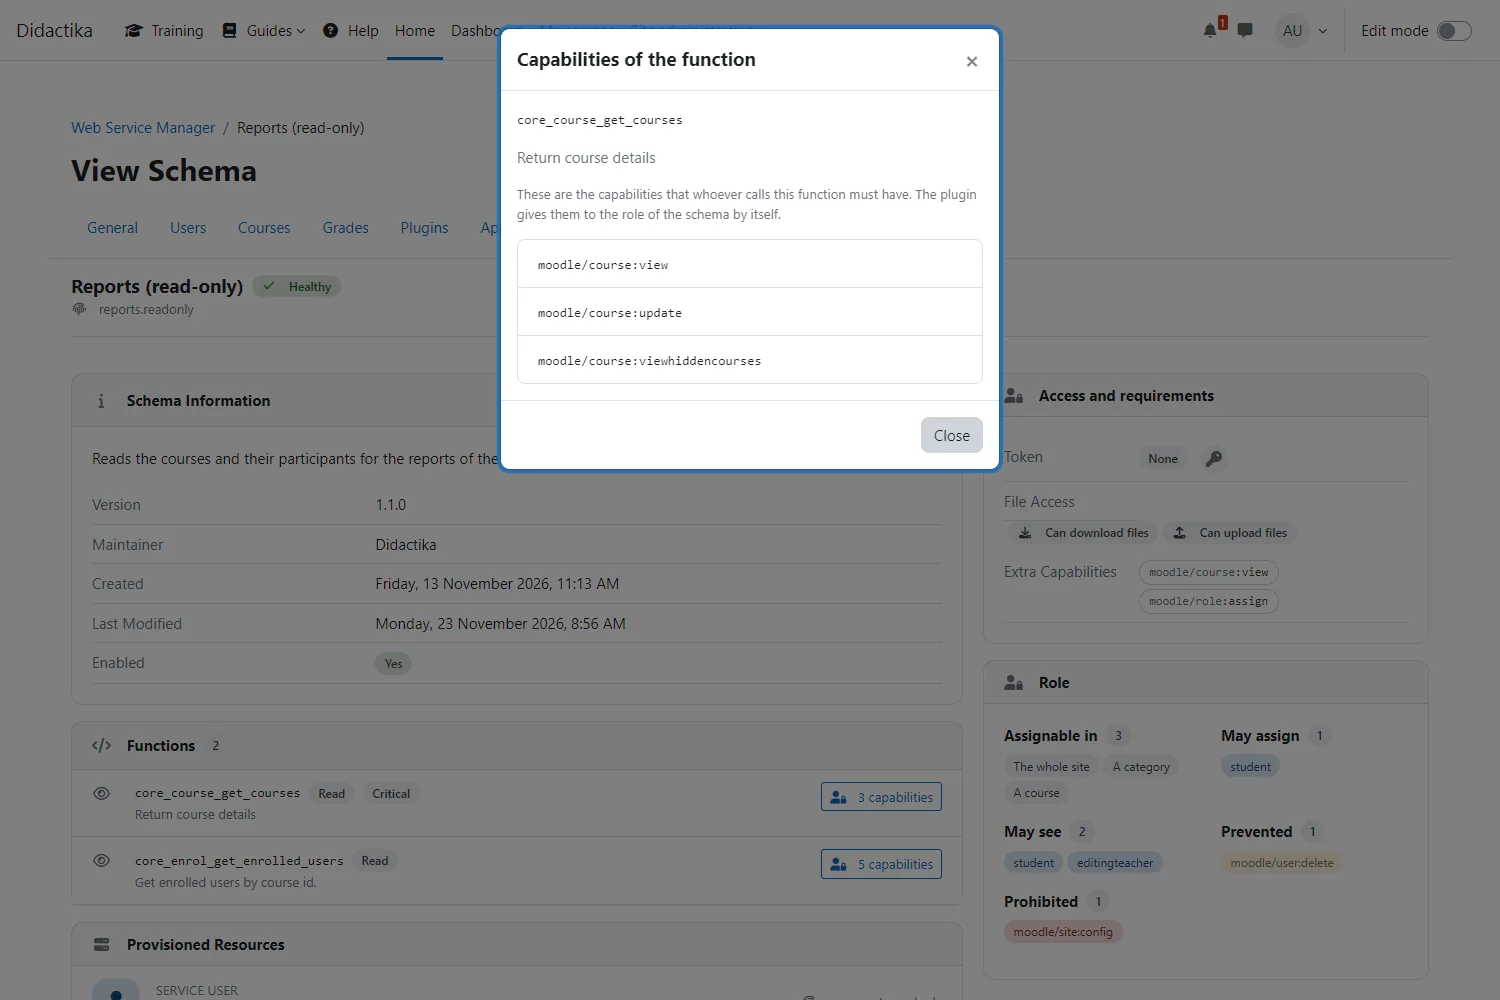 Didactika
Training
Guides
Help
Home
Dashbo
AU
1
Edit mode
Web Service Manager / Reports (read-only)
View Schema
General
Users
Courses
Grades
Plugins
Ap
Reports (read-only)
Healthy
reports.readonly
Capabilities of the function
×
core_course_get_courses
Return course details
These are the capabilities that whoever calls this function must have. The plugin
gives them to the role of the schema by itself.
moodle/course:view
moodle/course:update
moodle/course:viewhiddencourses
Close
Schema Information
Reads the courses and their participants for the reports of the
Version 1.1.0
Maintainer Didactika
Created Friday, 13 November 2026, 11:13 AM
Last Modified Monday, 23 November 2026, 8:56 AM
Enabled Yes
Functions 2
core_course_get_courses Read Critical
Return course details
3 capabilities
core_enrol_get_enrolled_users Read
Get enrolled users by course id.
5 capabilities
Provisioned Resources
SERVICE USER
Access and requirements
Token None
File Access
Can download files Can upload files
Extra Capabilities moodle/course:view
moodle/role:assign
Role
Assignable in 3
The whole site A category
A course
May assign 1
student
May see 2
student editingteacher
Prevented 1
moodle/user:delete
Prohibited 1
moodle/site:config